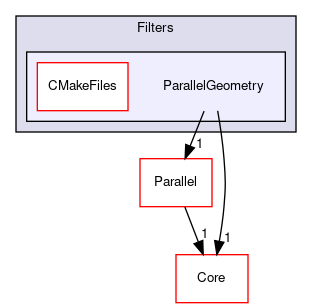 Filters
CMakeFiles
ParallelGeometry
1
Parallel
1
1
Core